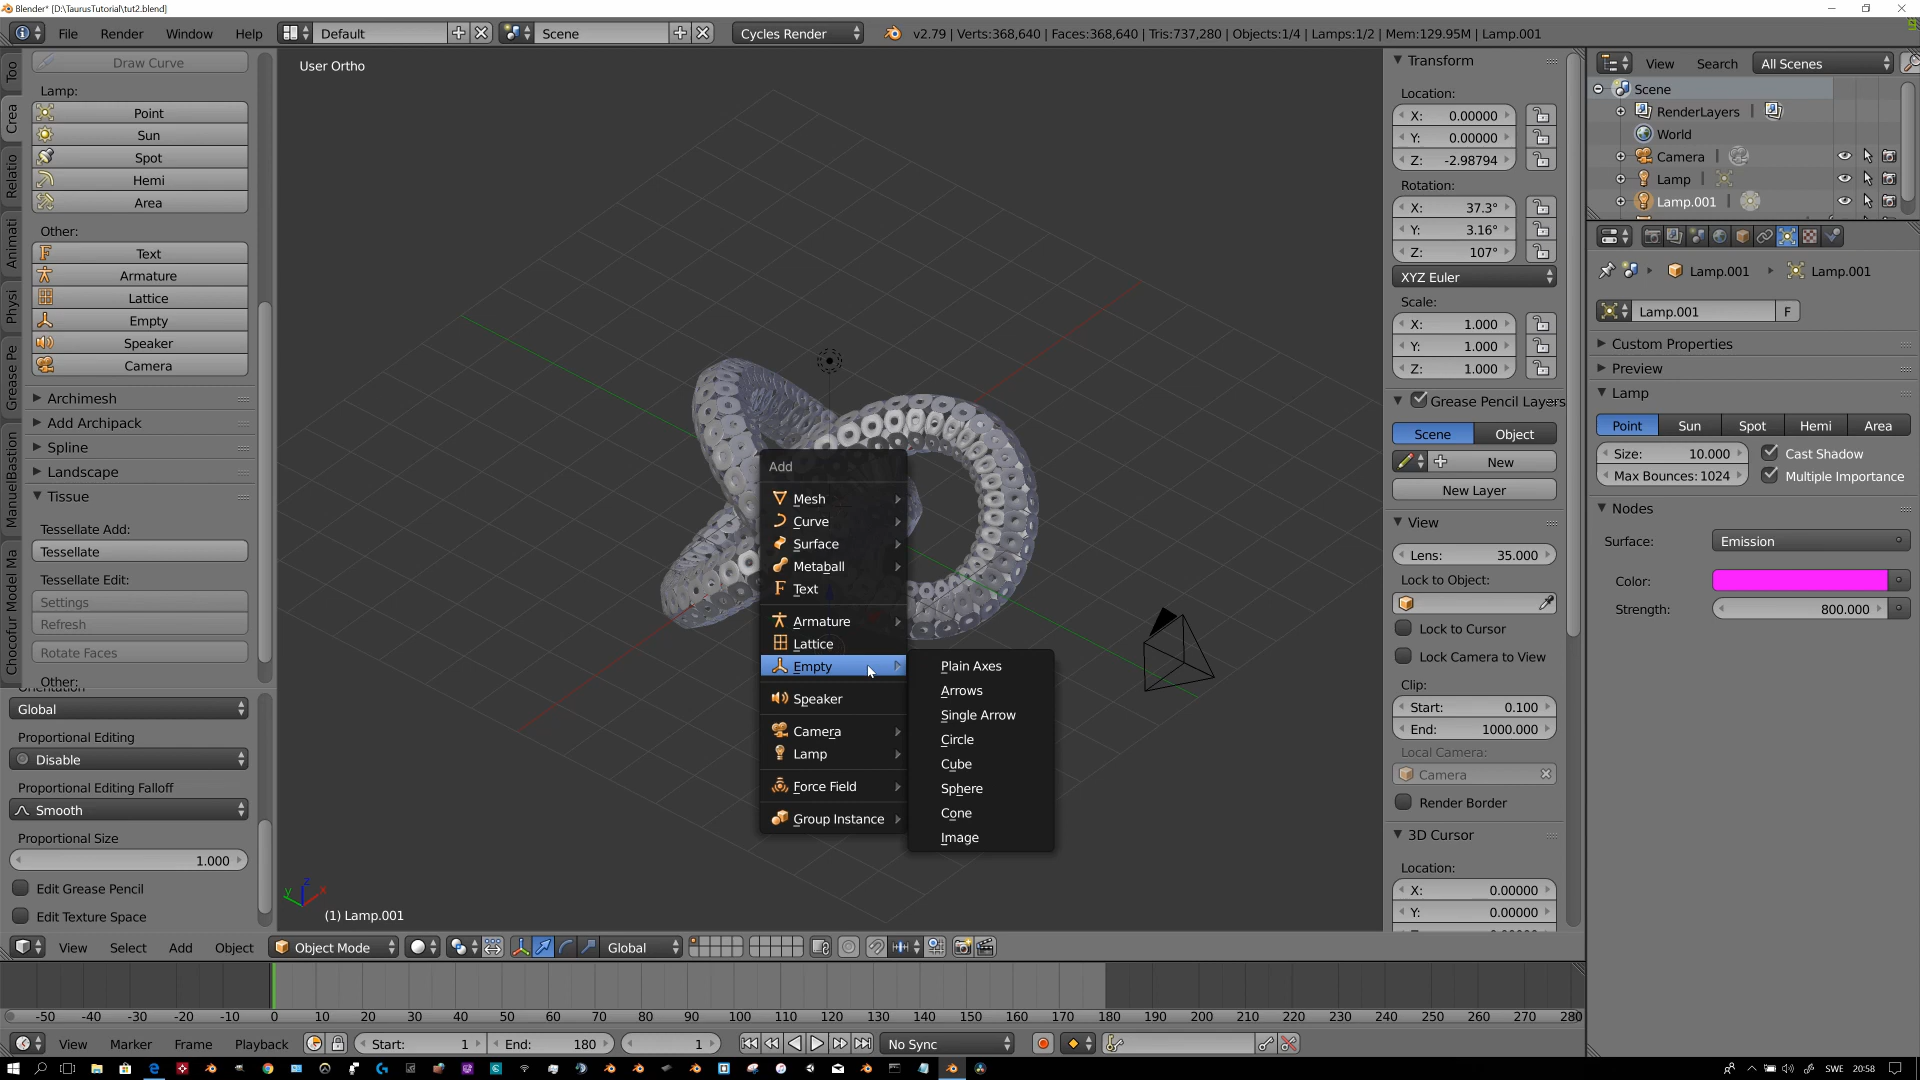 Blender* [D:\TaurusTutorial\tut2.blend]
File
Render
Window
Help
Default
Scene
Cycles Render
v2.79 | Verts:368,640 | Faces:368,640 | Tris:737,280 | Objects:1/4 | Lamps:1/2 | Mem:129.95M | Lamp.001
Too
Crea
Relatio
Animati
Physi
Grease Pe
ManuelBastion
Chocofur Model Ma
Draw Curve
Lamp:
Point
Sun
Spot
Hemi
Area
Other:
Text
Armature
Lattice
Empty
Speaker
Camera
Archimesh
Add Archipack
Spline
Landscape
Tissue
Tessellate Add:
Tessellate
Tessellate Edit:
Settings
Refresh
Rotate Faces
Other:
Orientation
Global
Proportional Editing
Disable
Proportional Editing Falloff
Smooth
Proportional Size
1.000
Edit Grease Pencil
Edit Texture Space
User Ortho
Add
Mesh
Curve
Surface
Metaball
Text
Armature
Lattice
Empty
Speaker
Camera
Lamp
Force Field
Group Instance
Plain Axes
Arrows
Single Arrow
Circle
Cube
Sphere
Cone
Image
y z x
(1) Lamp.001
Transform
Location:
X: 0.00000
Y: 0.00000
Z: -2.98794
Rotation:
X: 37.3°
Y: 3.16°
Z: 107°
XYZ Euler
Scale:
X: 1.000
Y: 1.000
Z: 1.000
Grease Pencil Layers
Scene
Object
New
New Layer
View
Lens: 35.000
Lock to Object:
Lock to Cursor
Lock Camera to View
Clip:
Start: 0.100
End: 1000.000
Local Camera:
Camera
Render Border
3D Cursor
Location:
X: 0.00000
Y: 0.00000
View
Search
All Scenes
Scene
RenderLayers
World
Camera
Lamp
Lamp.001
Lamp.001
Lamp.001
Lamp.001
F
Custom Properties
Preview
Lamp
Point
Sun
Spot
Hemi
Area
Size: 10.000
Cast Shadow
Max Bounces: 1024
Multiple Importance
Nodes
Surface:
Emission
Color:
Strength:
800.000
View
Select
Add
Object
Object Mode
Global
-50 -40 -30 -20 -10 0 10 20 30 40 50 60 70 80 90 100 110 120 130 140 150 160 170 180 190 200 210 220 230 240 250 260 270 280
View
Marker
Frame
Playback
Start: 1
End: 180
1
No Sync
SWE
20:58